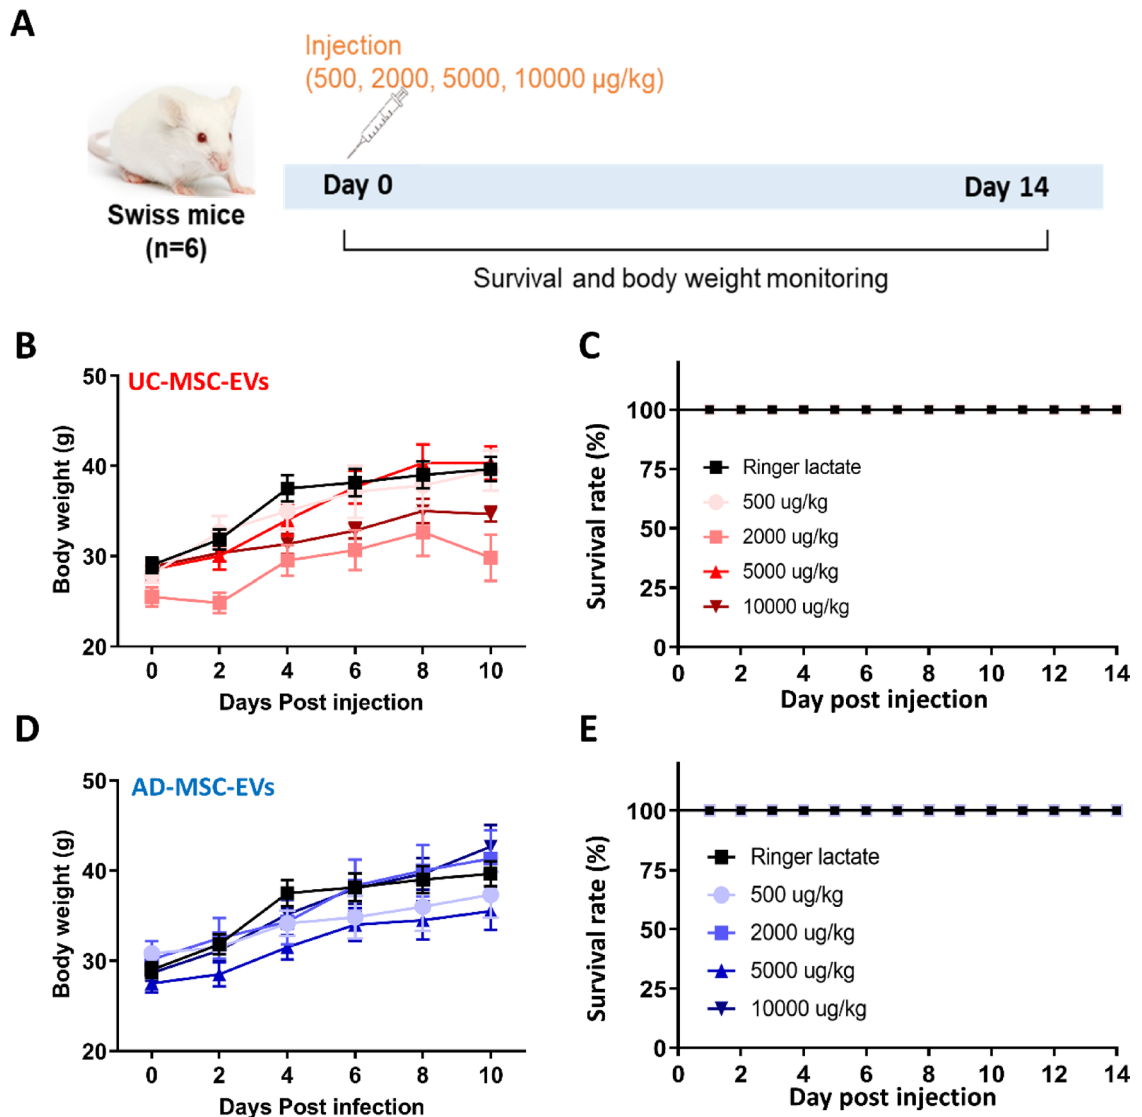 A
Injection
(500, 2000, 5000, 10000 µg/kg)
Day 0
Day 14
Swiss mice
(n=6)
Survival and body weight monitoring
B
UC-MSC-EVs
Body weight (g)
50
40
30
20
0 2 4 6 8 10
Days Post injection
C
Survival rate (%)
100
75
50
25
0
Ringer lactate
500 ug/kg
2000 ug/kg
5000 ug/kg
10000 ug/kg
0 2 4 6 8 10 12 14
Day post injection
D
AD-MSC-EVs
Body weight (g)
50
40
30
20
0 2 4 6 8 10
Days Post infection
E
Survival rate (%)
100
75
50
25
0
Ringer lactate
500 ug/kg
2000 ug/kg
5000 ug/kg
10000 ug/kg
0 2 4 6 8 10 12 14
Day post injection